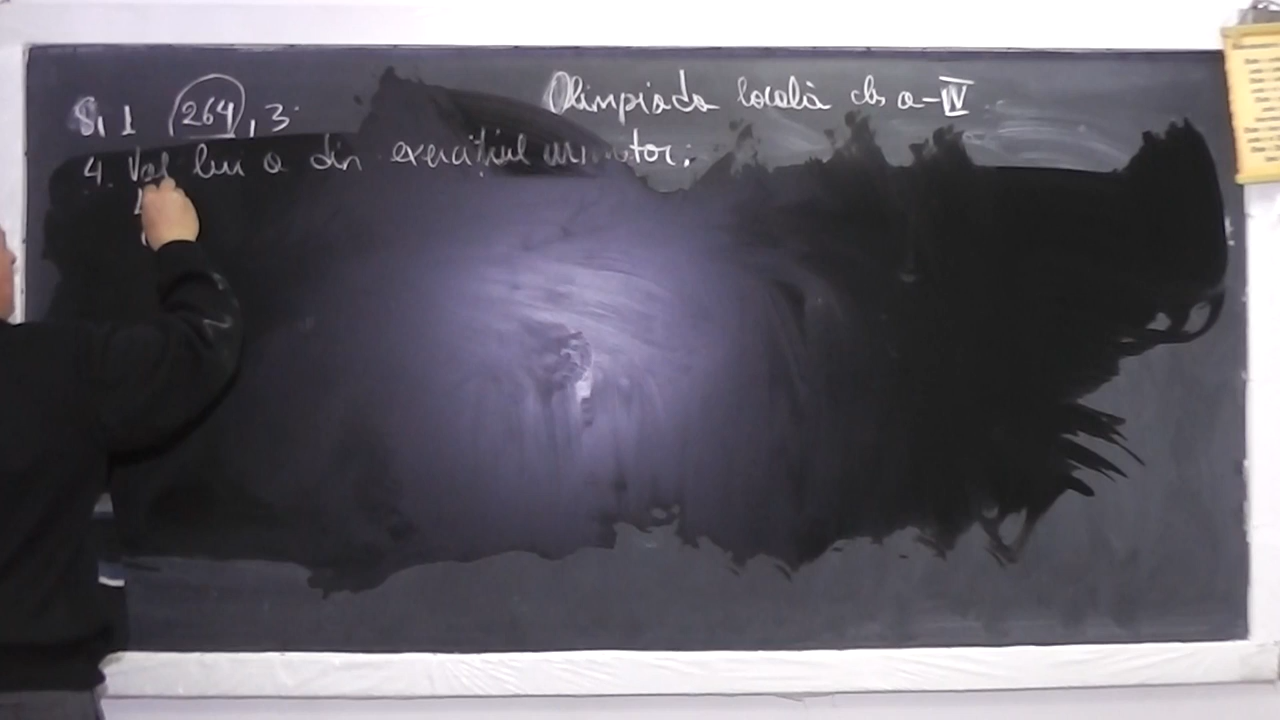 Olimpiada locală cls a-IV
S, 1 264, 3.
4. Val lui a din exercițiul următor: